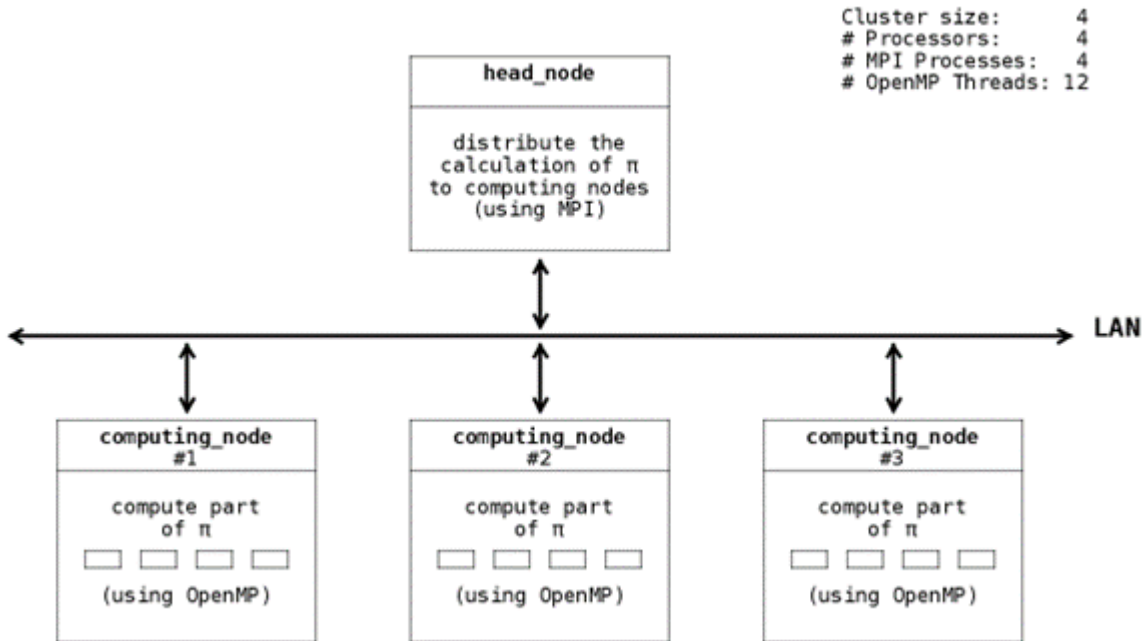 Cluster size: 4
# Processors: 4
# MPI Processes: 4
# OpenMP Threads: 12
head_node
distribute the
calculation of π
to computing nodes
(using MPI)
LAN
computing_node
#1
compute part
of π
(using OpenMP)
computing_node
#2
compute part
of π
(using OpenMP)
computing_node
#3
compute part
of π
(using OpenMP)